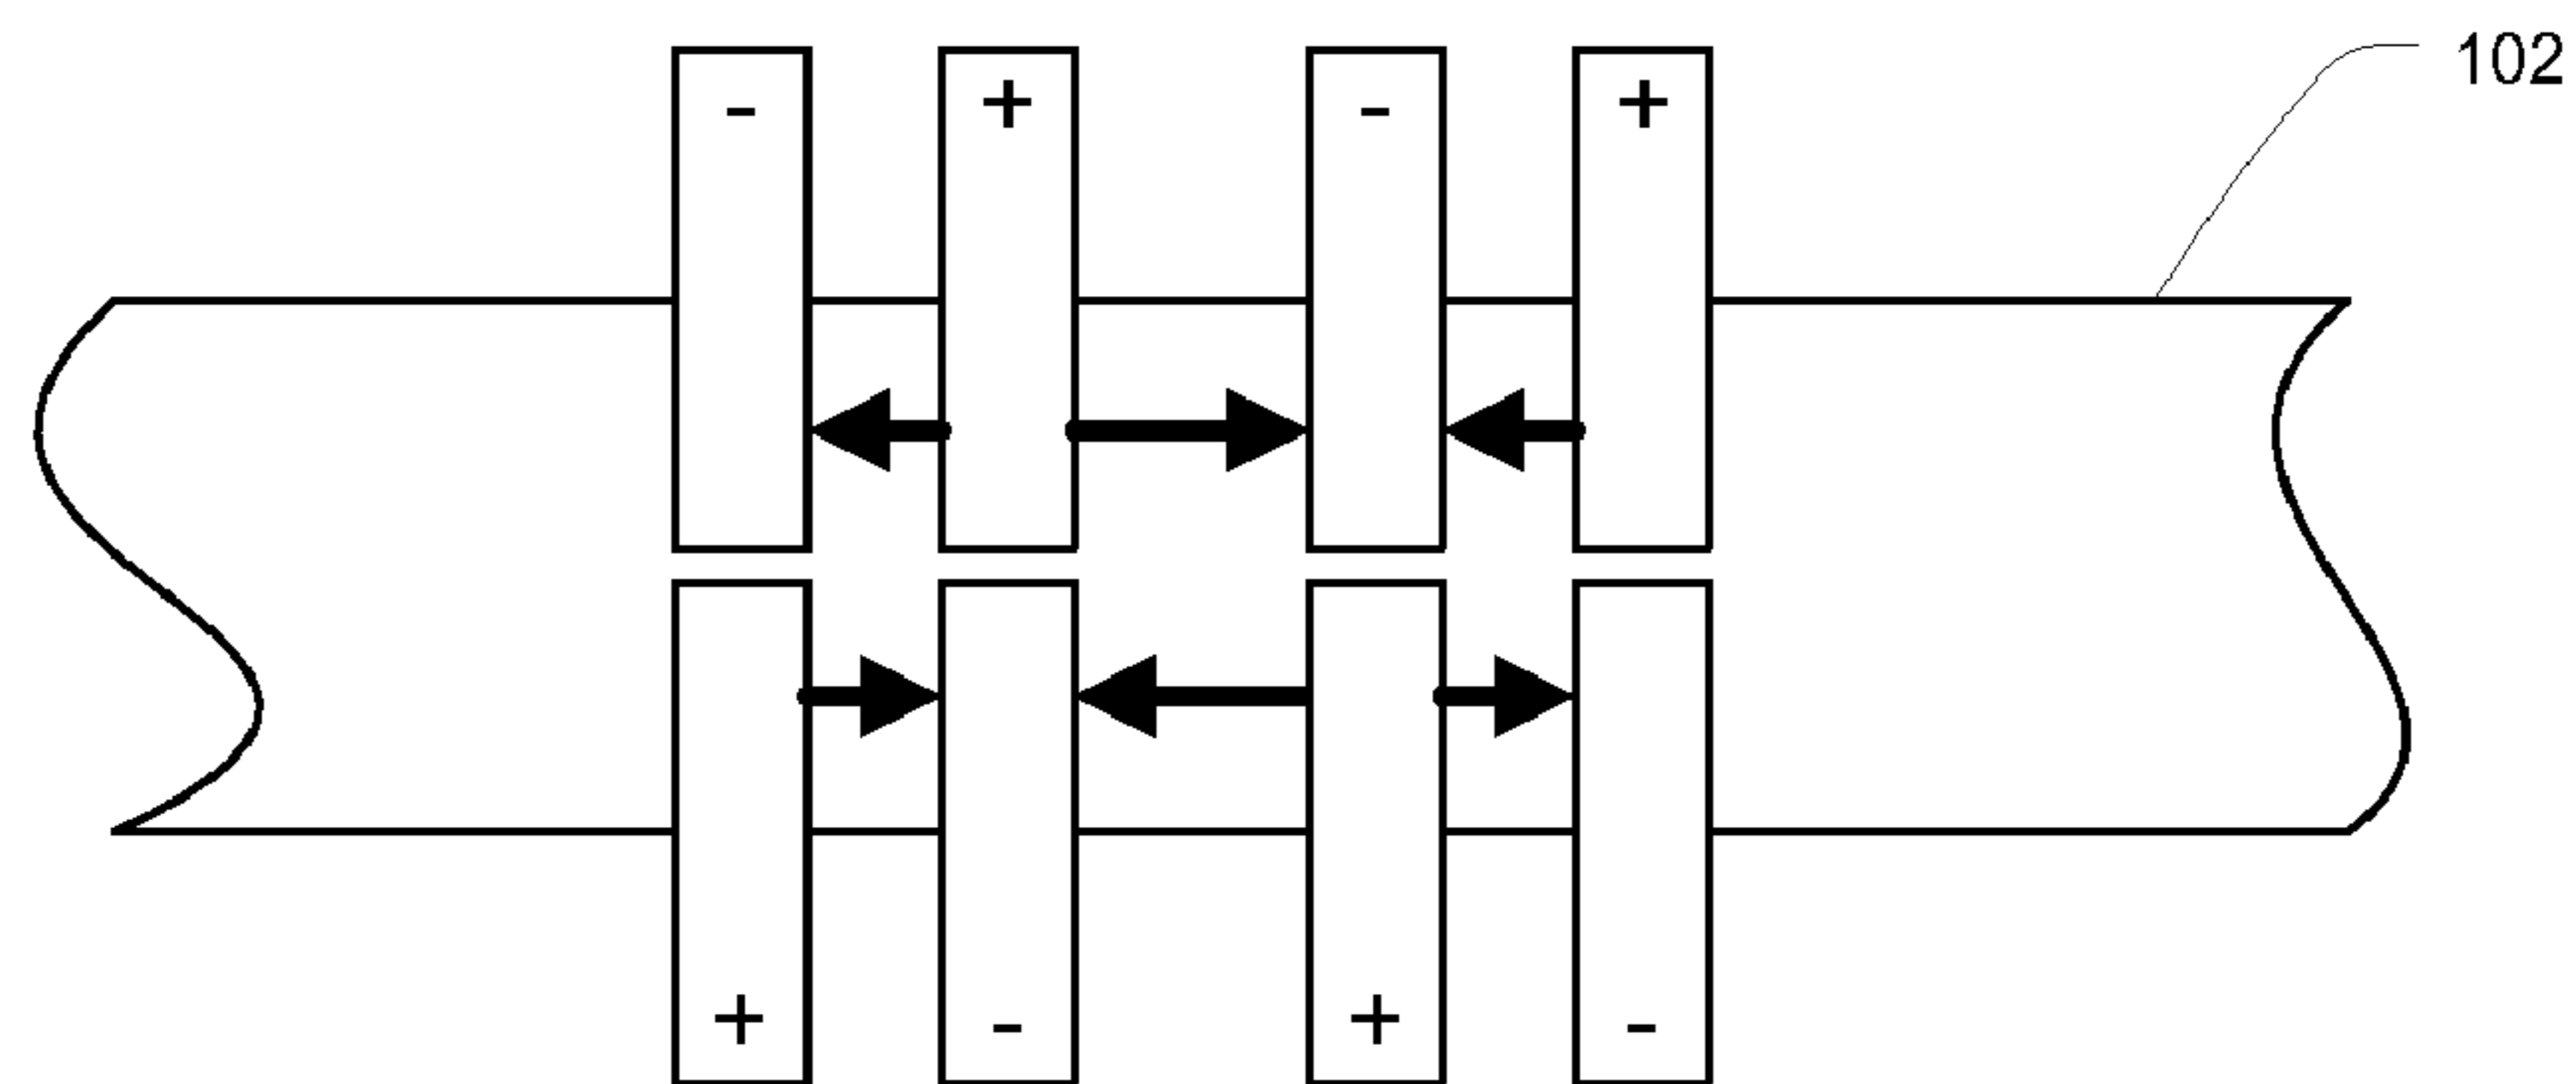 102
- + - +
+ - + -